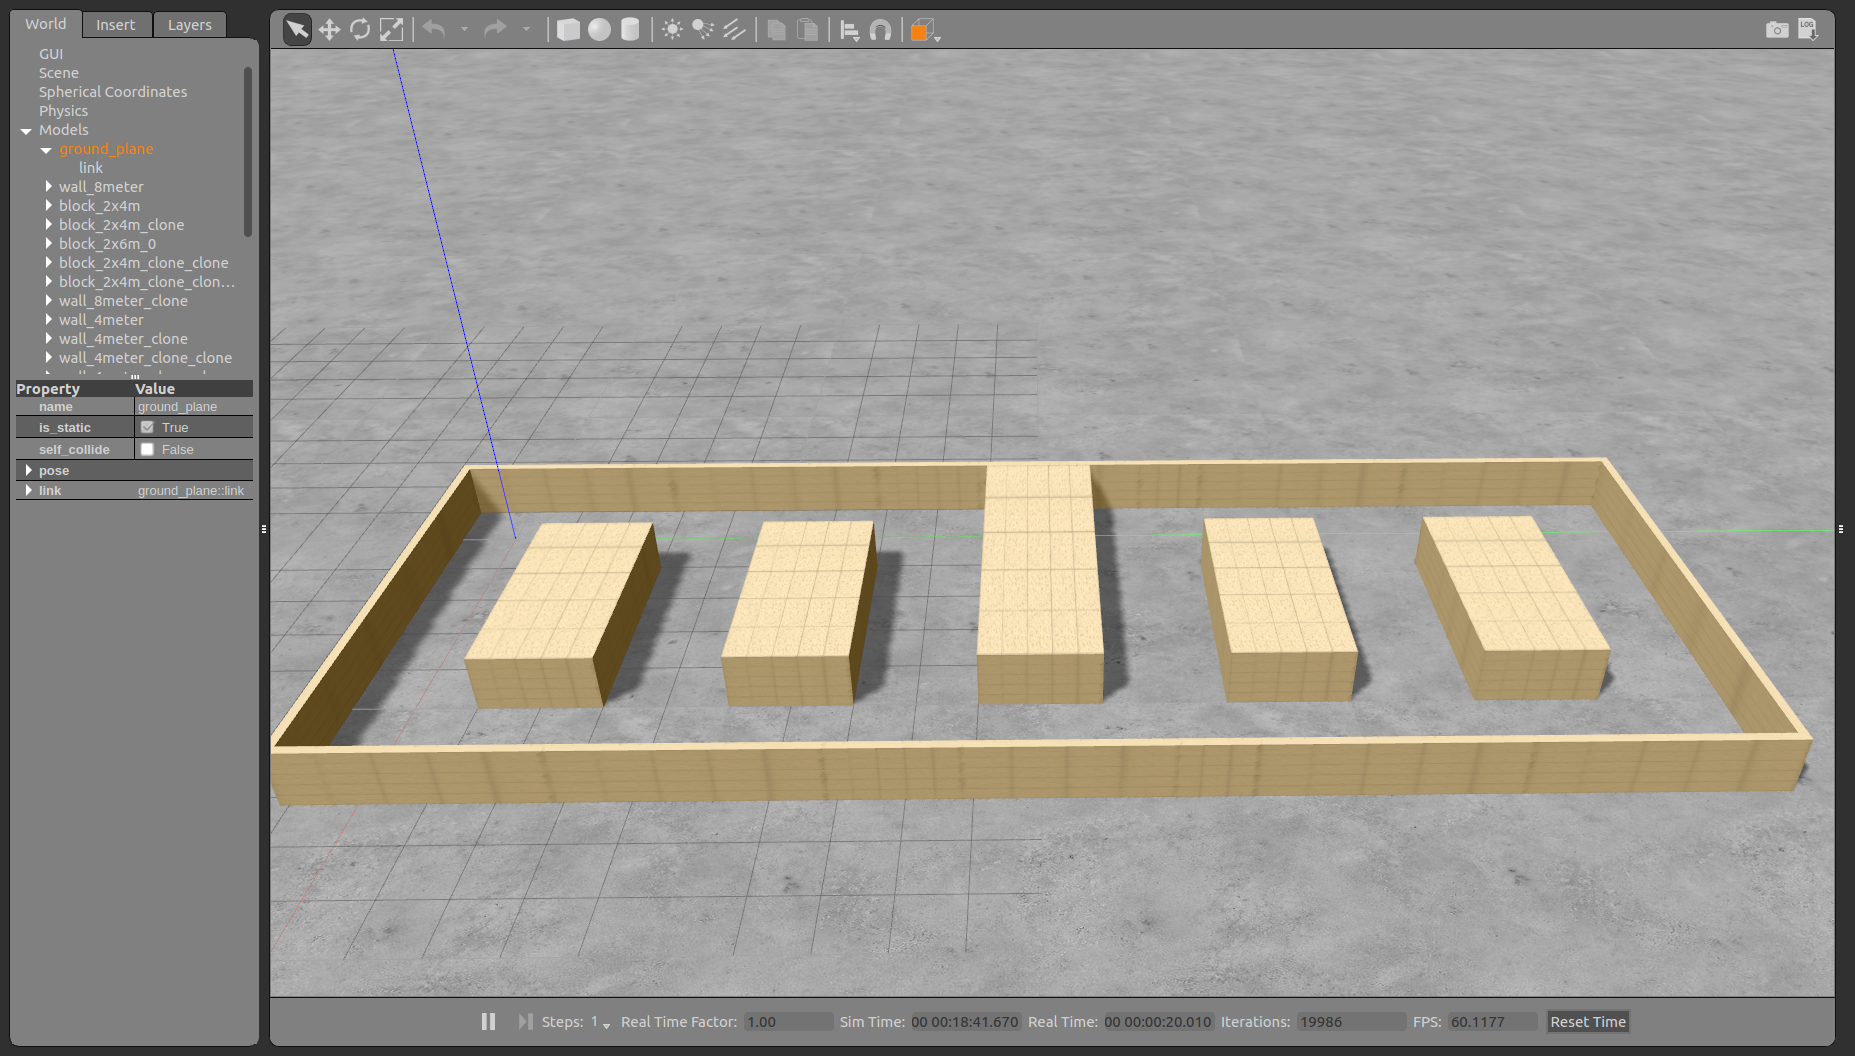 World Insert Layers
GUI
Scene
Spherical Coordinates
Physics
Models
ground_plane
link
wall_8meter
block_2x4m
block_2x4m_clone
block_2x6m_0
block_2x4m_clone_clone
block_2x4m_clone_clon...
wall_8meter_clone
wall_4meter
wall_4meter_clone
wall_4meter_clone_clone
Property Value
name ground_plane
is_static True
self_collide False
pose
link ground_plane::link
LOG
Steps: 1 Real Time Factor: 1.00 Sim Time: 00 00:18:41.670 Real Time: 00 00:00:20.010 Iterations: 19986 FPS: 60.1177 Reset Time